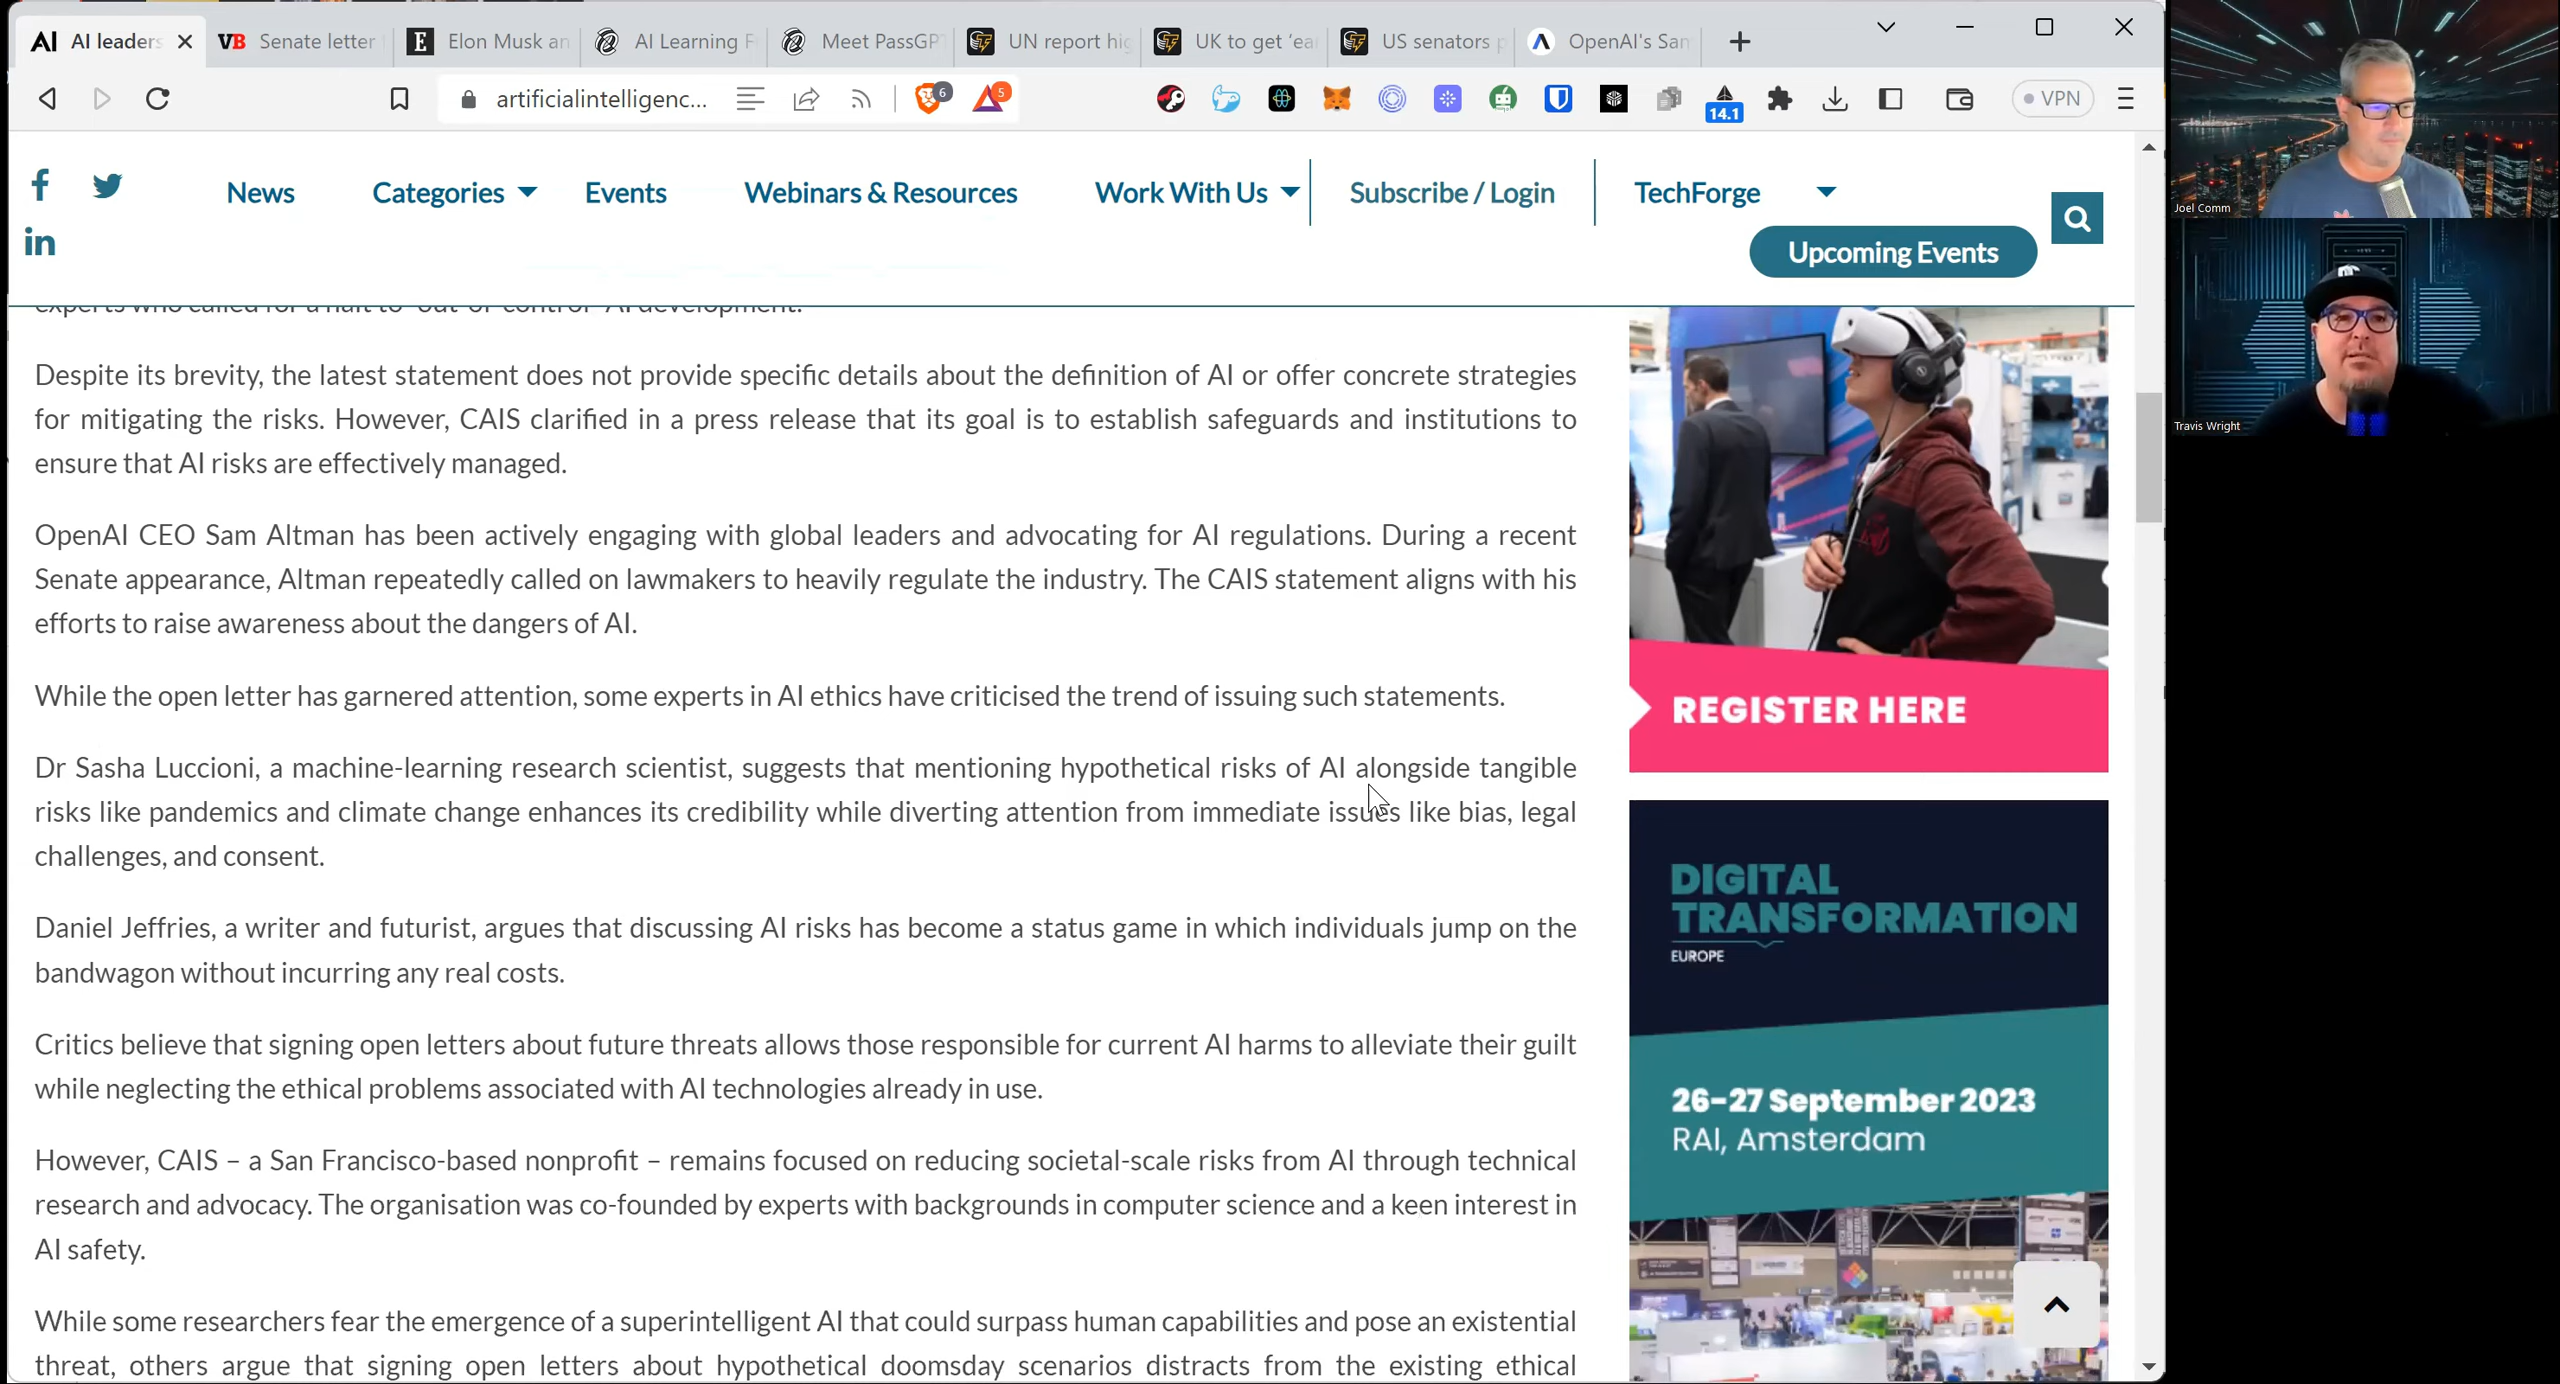 AI AI leaders
VB Senate letter
E Elon Musk an
AI Learning
Meet PassGP
UN report hig
UK to get 'ea
US senators p
OpenAI's San
artificialintelligenc...
6
5
14.1
VPN
News
Categories
Events
Webinars & Resources
Work With Us
Subscribe / Login
TechForge
Upcoming Events
in
experts who called for a halt to "out-of-control" AI development.
Despite its brevity, the latest statement does not provide specific details about the definition of AI or offer concrete strategies
for mitigating the risks. However, CAIS clarified in a press release that its goal is to establish safeguards and institutions to
ensure that AI risks are effectively managed.
OpenAI CEO Sam Altman has been actively engaging with global leaders and advocating for AI regulations. During a recent
Senate appearance, Altman repeatedly called on lawmakers to heavily regulate the industry. The CAIS statement aligns with his
efforts to raise awareness about the dangers of AI.
While the open letter has garnered attention, some experts in AI ethics have criticised the trend of issuing such statements.
Dr Sasha Luccioni, a machine-learning research scientist, suggests that mentioning hypothetical risks of AI alongside tangible
risks like pandemics and climate change enhances its credibility while diverting attention from immediate issues like bias, legal
challenges, and consent.
Daniel Jeffries, a writer and futurist, argues that discussing AI risks has become a status game in which individuals jump on the
bandwagon without incurring any real costs.
Critics believe that signing open letters about future threats allows those responsible for current AI harms to alleviate their guilt
while neglecting the ethical problems associated with AI technologies already in use.
However, CAIS – a San Francisco-based nonprofit – remains focused on reducing societal-scale risks from AI through technical
research and advocacy. The organisation was co-founded by experts with backgrounds in computer science and a keen interest in
AI safety.
While some researchers fear the emergence of a superintelligent AI that could surpass human capabilities and pose an existential
threat, others argue that signing open letters about hypothetical doomsday scenarios distracts from the existing ethical
REGISTER HERE
DIGITAL
TRANSFORMATION
EUROPE
26-27 September 2023
RAI, Amsterdam
Joel Comm
Travis Wright